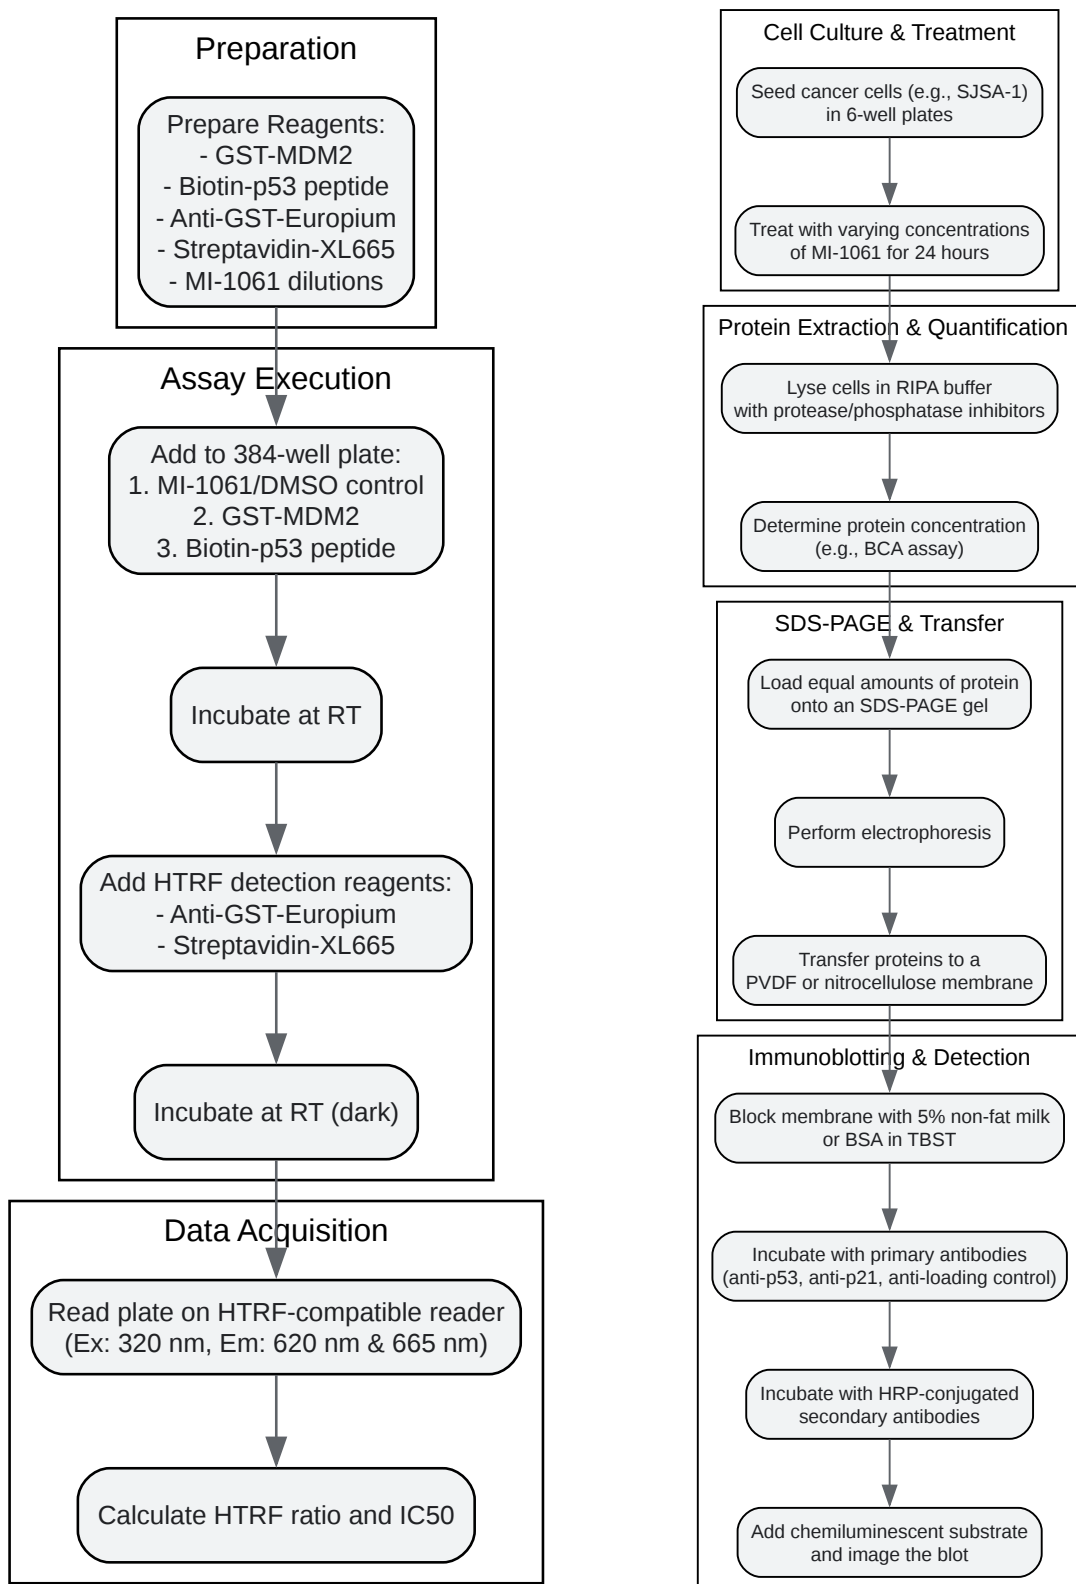 Preparation
Prepare Reagents:
- GST-MDM2
- Biotin-p53 peptide
- Anti-GST-Europium
- Streptavidin-XL665
- MI-1061 dilutions
Assay Execution
Add to 384-well plate:
1. MI-1061/DMSO control
2. GST-MDM2
3. Biotin-p53 peptide
Incubate at RT
Add HTRF detection reagents:
- Anti-GST-Europium
- Streptavidin-XL665
Incubate at RT (dark)
Data Acquisition
Read plate on HTRF-compatible reader
(Ex: 320 nm, Em: 620 nm & 665 nm)
Calculate HTRF ratio and IC50
Cell Culture & Treatment
Seed cancer cells (e.g., SJSA-1)
in 6-well plates
Treat with varying concentrations
of MI-1061 for 24 hours
Protein Extraction & Quantification
Lyse cells in RIPA buffer
with protease/phosphatase inhibitors
Determine protein concentration
(e.g., BCA assay)
SDS-PAGE & Transfer
Load equal amounts of protein
onto an SDS-PAGE gel
Perform electrophoresis
Transfer proteins to a
PVDF or nitrocellulose membrane
Immunoblotting & Detection
Block membrane with 5% non-fat milk
or BSA in TBST
Incubate with primary antibodies
(anti-p53, anti-p21, anti-loading control)
Incubate with HRP-conjugated
secondary antibodies
Add chemiluminescent substrate
and image the blot